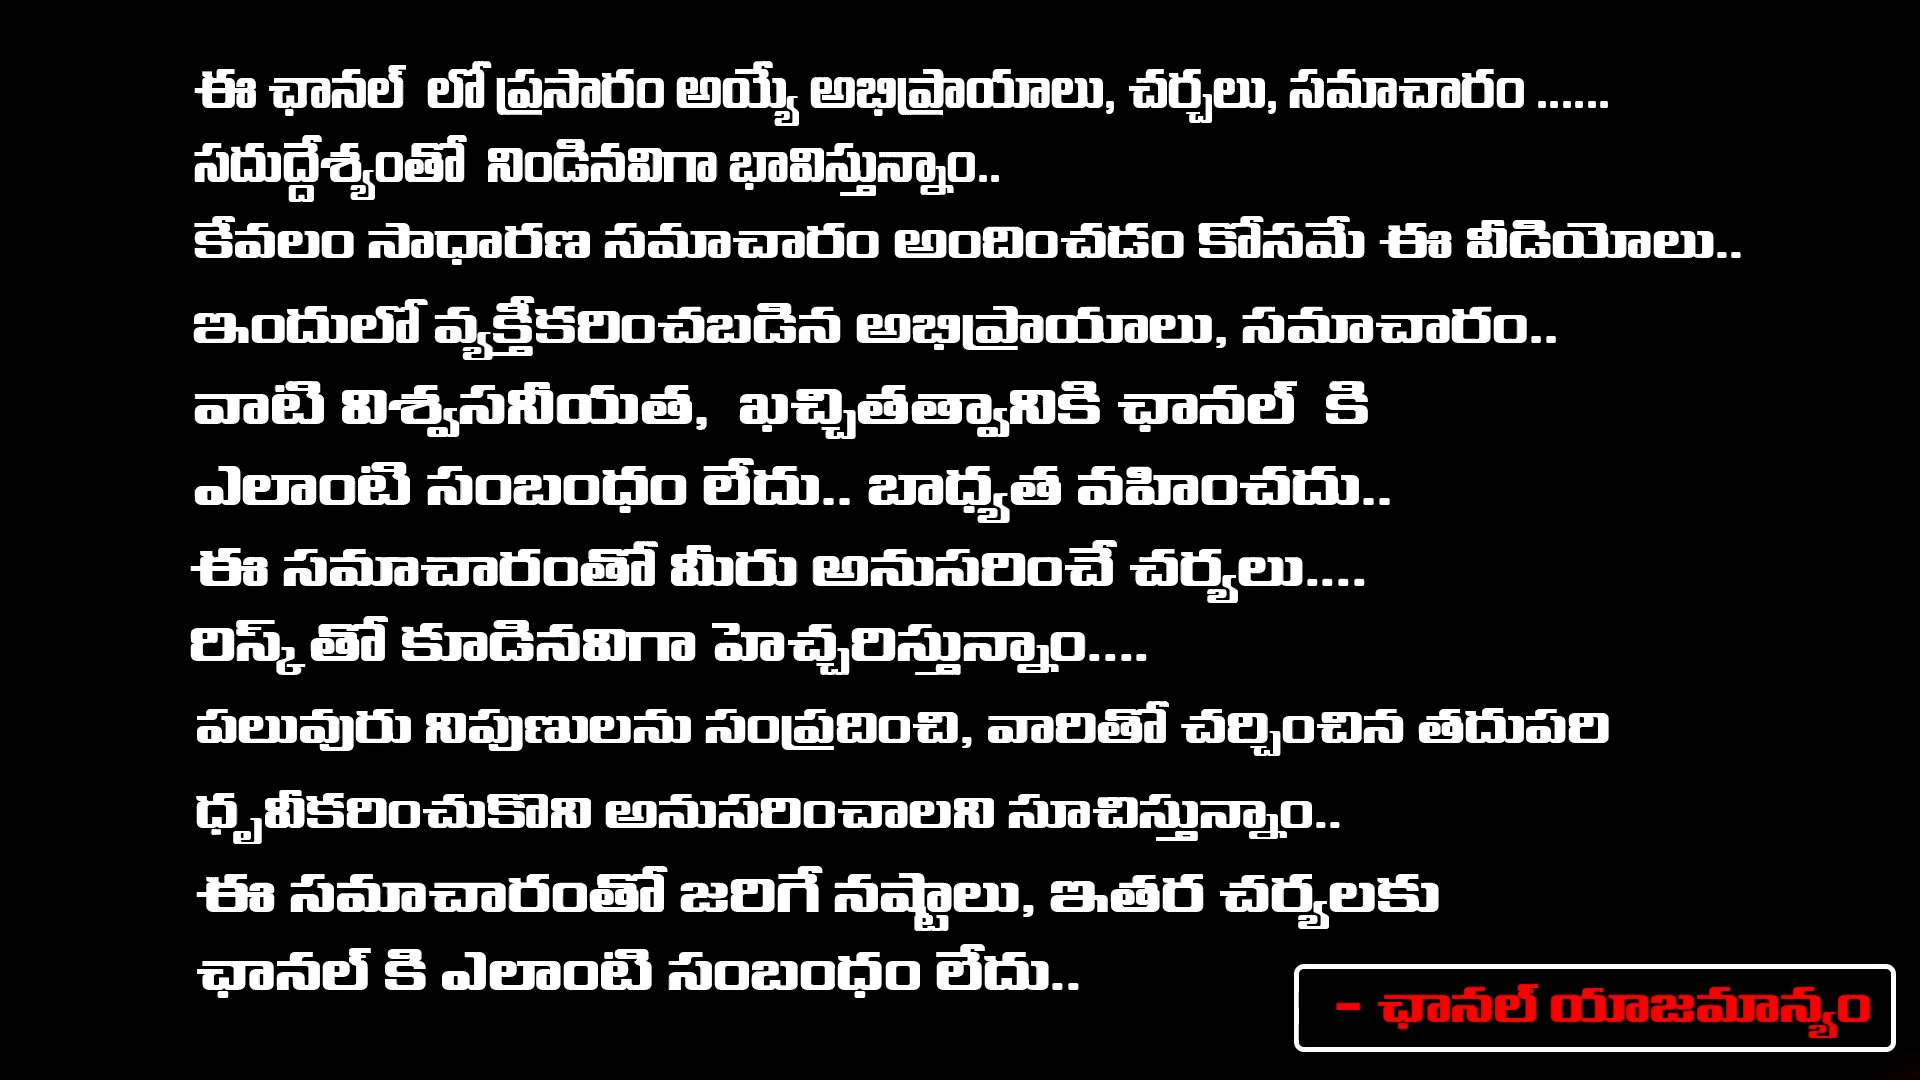 ఈ ఛానల్ లో ప్రసారం అయ్యే అభిప్రాయాలు, చర్చలు, సమాచారం ......
సదుద్దేశ్యంతో నిండినవిగా భావిస్తున్నాం..
కేవలం సాధారణ సమాచారం అందించడం కోసమే ఈ వీడియోలు..
ఇందులో వ్యక్తీకరించబడిన అభిప్రాయాలు, సమాచారం..
వాటి విశ్వసనీయత, ఖచ్చితత్వానికి ఛానల్ కి
ఎలాంటి సంబంధం లేదు.. బాధ్యత వహించదు..
ఈ సమాచారంతో మీరు అనుసరించే చర్యలు....
రిస్క్ తో కూడినవిగా హెచ్చరిస్తున్నాం....
పలువురు నిపుణులను సంప్రదించి, వారితో చర్చించిన తదుపరి
ధృవీకరించుకొని అనుసరించాలని సూచిస్తున్నాం..
ఈ సమాచారంతో జరిగే నష్టాలు, ఇతర చర్యలకు
ఛానల్ కి ఎలాంటి సంబంధం లేదు..
- ఛానల్ యాజమాన్యం